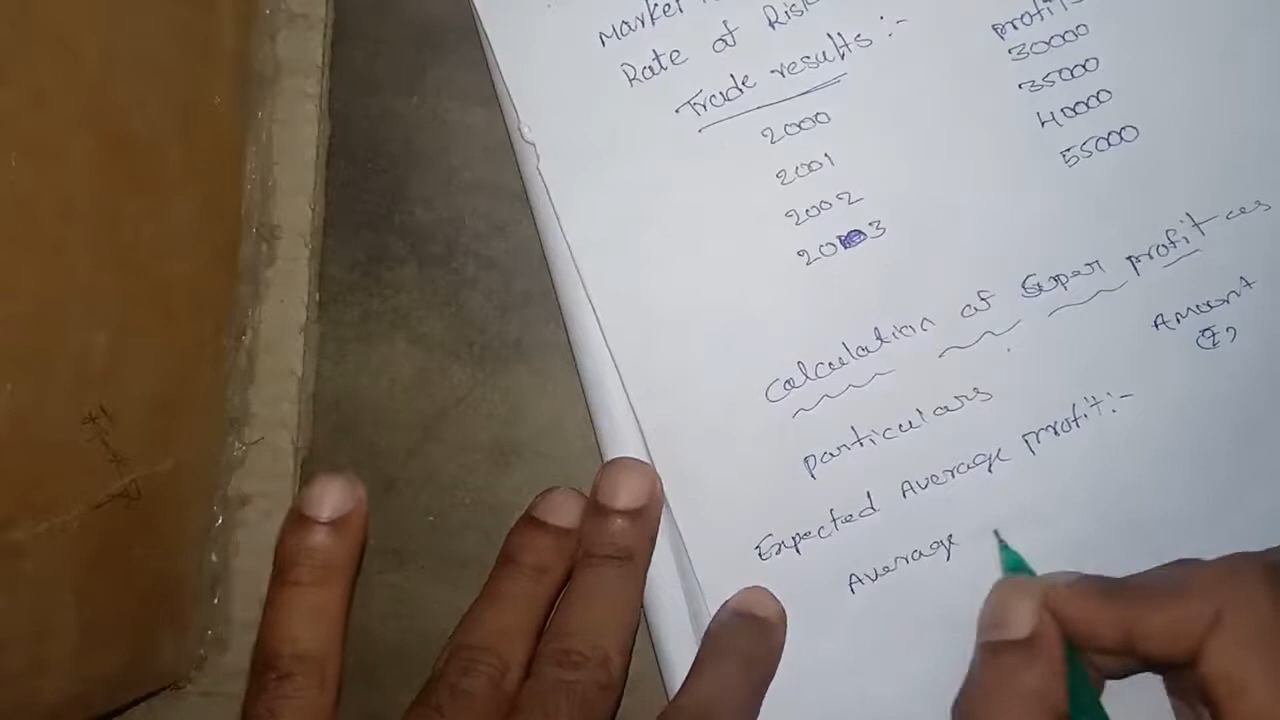 Market
Rate of Risk
Trade results:- profits
2000 30000
2001 35000
2002 40000
2003 55000
Calculation of Super profit
particulars Amount
(₹)
Expected Average profit:-
Average